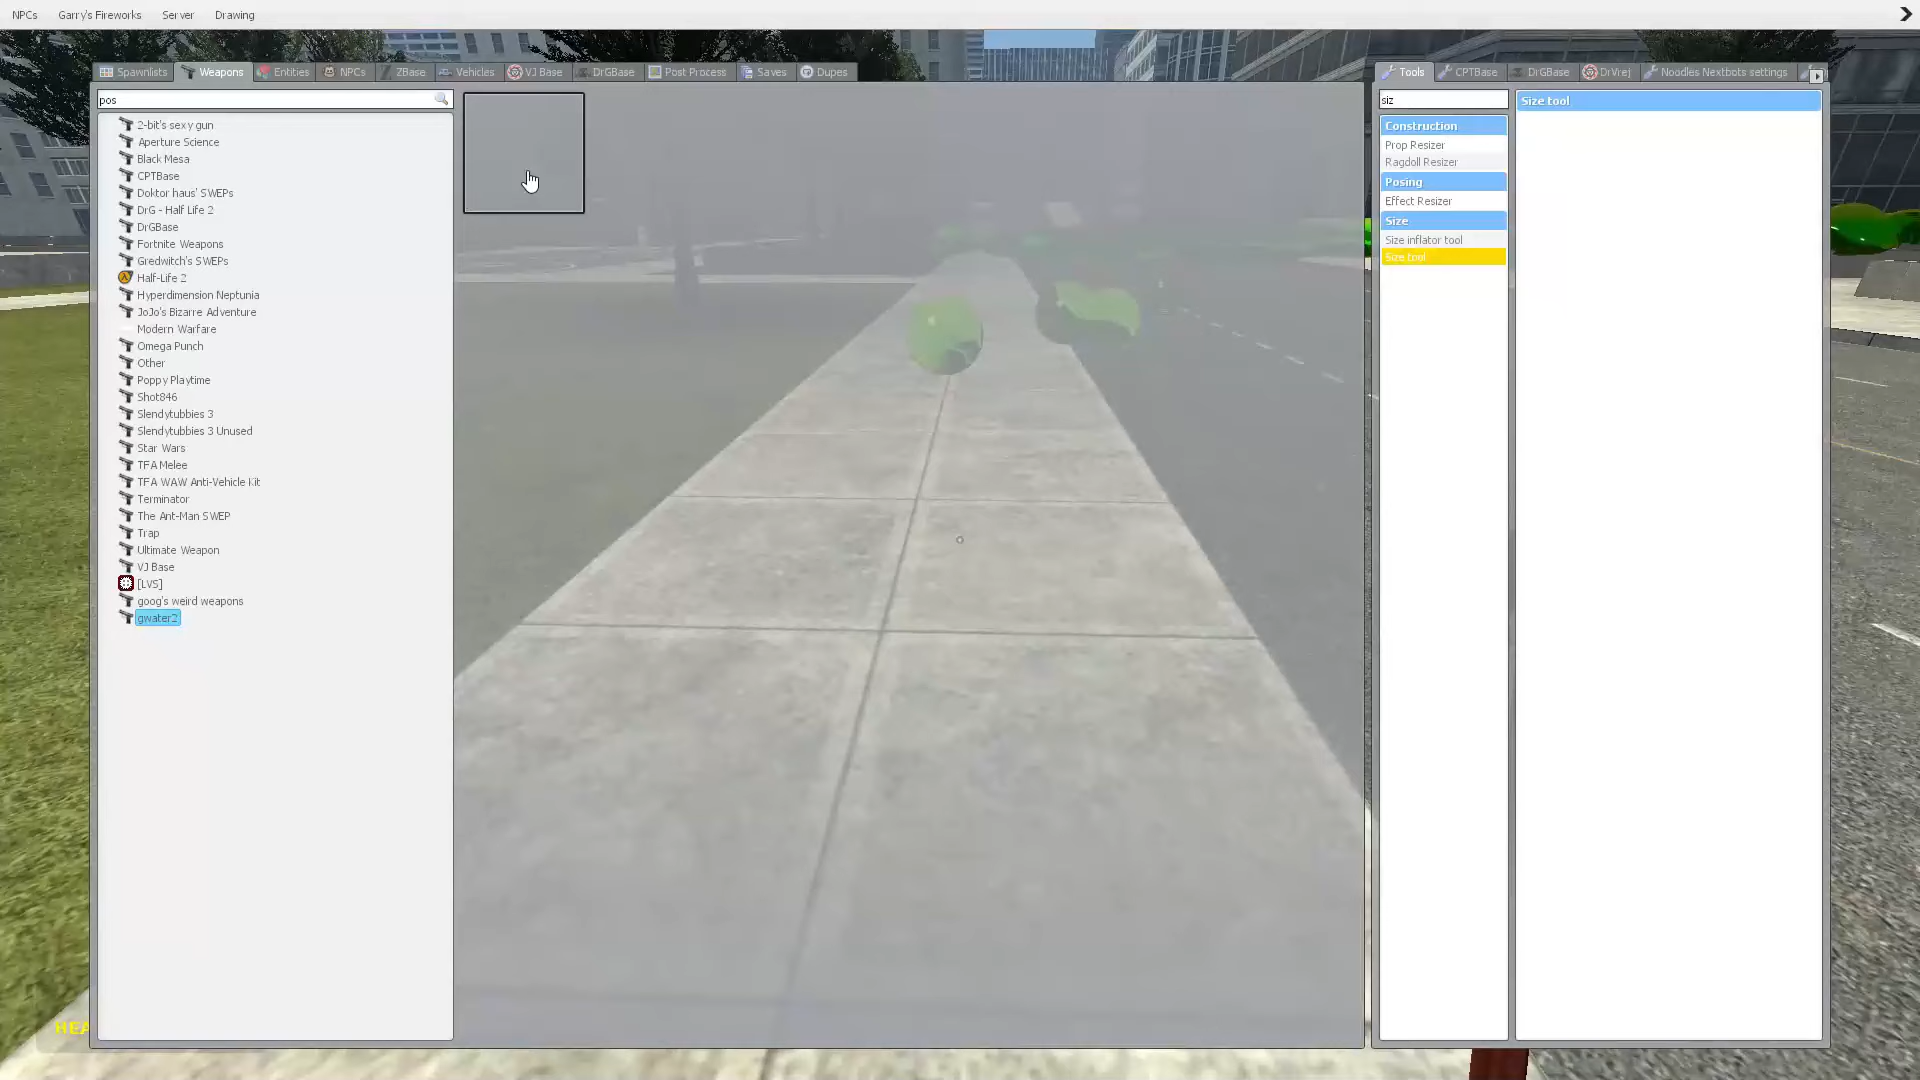 NPCs Garry's Fireworks Server Drawing
Spawnlists Weapons Entities NPCs ZBase Vehicles VJ Base DrGBase Post Process Saves Dupes
pos
2-bit's sexy gun
Aperture Science
Black Mesa
CPTBase
Doktor haus' SWEPs
DrG - Half Life 2
DrGBase
Fortnite Weapons
Gredwitch's SWEPs
Half-Life 2
Hyperdimension Neptunia
JoJo's Bizarre Adventure
Modern Warfare
Omega Punch
Other
Poppy Playtime
Shot846
Slendytubbies 3
Slendytubbies 3 Unused
Star Wars
TFA Melee
TFA WAW Anti-Vehicle Kit
Terminator
The Ant-Man SWEP
Trap
Ultimate Weapon
VJ Base
[LVS]
goog's weird weapons
gwater2
Tools CPTBase DrGBase DrVrej Noodles Nextbots settings
siz
Construction
Prop Resizer
Ragdoll Resizer
Posing
Effect Resizer
Size
Size inflator tool
Size tool
Size tool